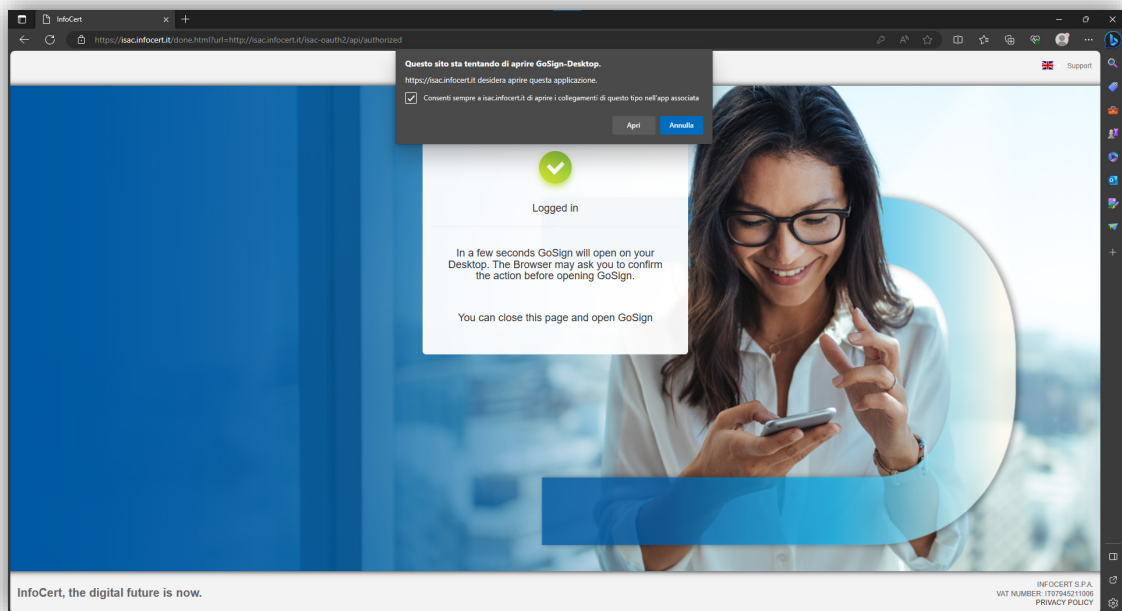 InfoCert
https://isac.infocert.it/done.html?url=http://isac.infocert.it/isac-oauth2/api/authorized
Questo sito sta tentando di aprire GoSign-Desktop.
https://isac.infocert.it desidera aprire questa applicazione.
Consenti sempre a isac.infocert.it di aprire i collegamenti di questo tipo nell'app associata
Apri
Annulla
Support
Logged in
In a few seconds GoSign will open on your
Desktop. The Browser may ask you to confirm
the action before opening GoSign.
You can close this page and open GoSign
InfoCert, the digital future is now.
INFOCERT S.P.A.
VAT NUMBER: IT07945211006
PRIVACY POLICY